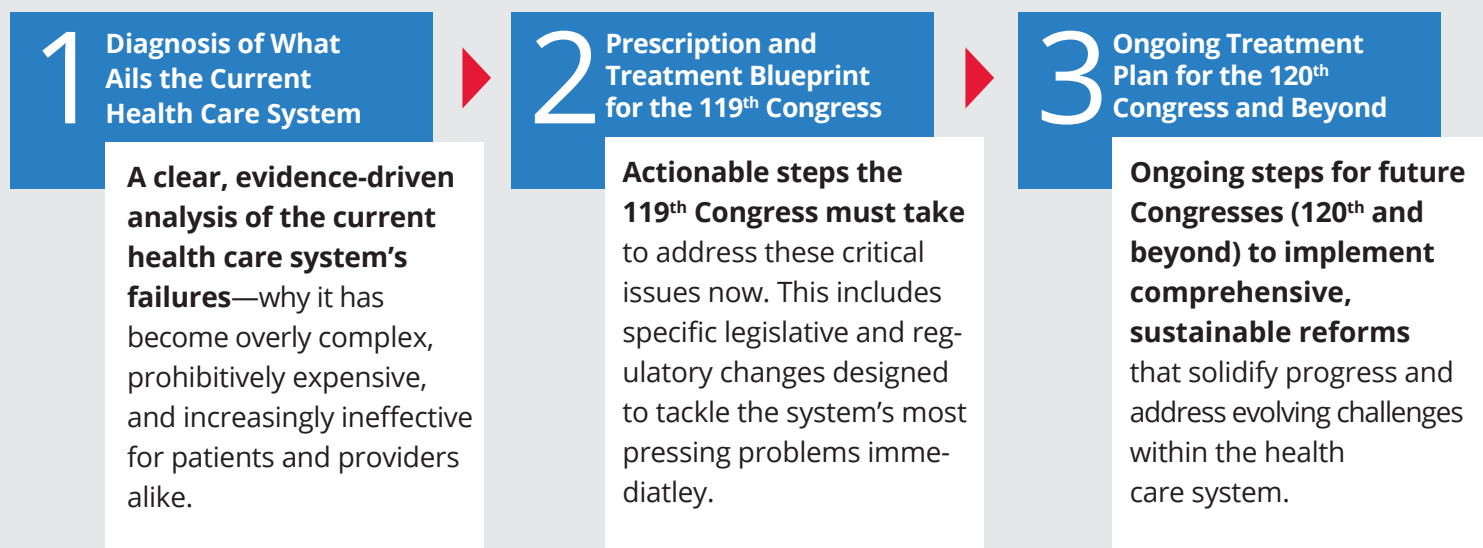 1
Diagnosis of What
Ails the Current
Health Care System
A clear, evidence-driven
analysis of the current
health care system’s
failures—why it has
become overly complex,
prohibitively expensive,
and increasingly ineffective
for patients and providers
alike.
2
Prescription and
Treatment Blueprint
for the 119th Congress
Actionable steps the
119th Congress must take
to address these critical
issues now. This includes
specific legislative and reg-
ulatory changes designed
to tackle the system’s most
pressing problems imme-
diatley.
3
Ongoing Treatment
Plan for the 120th
Congress and Beyond
Ongoing steps for future
Congresses (120th and
beyond) to implement
comprehensive,
sustainable reforms
that solidify progress and
address evolving challenges
within the health
care system.